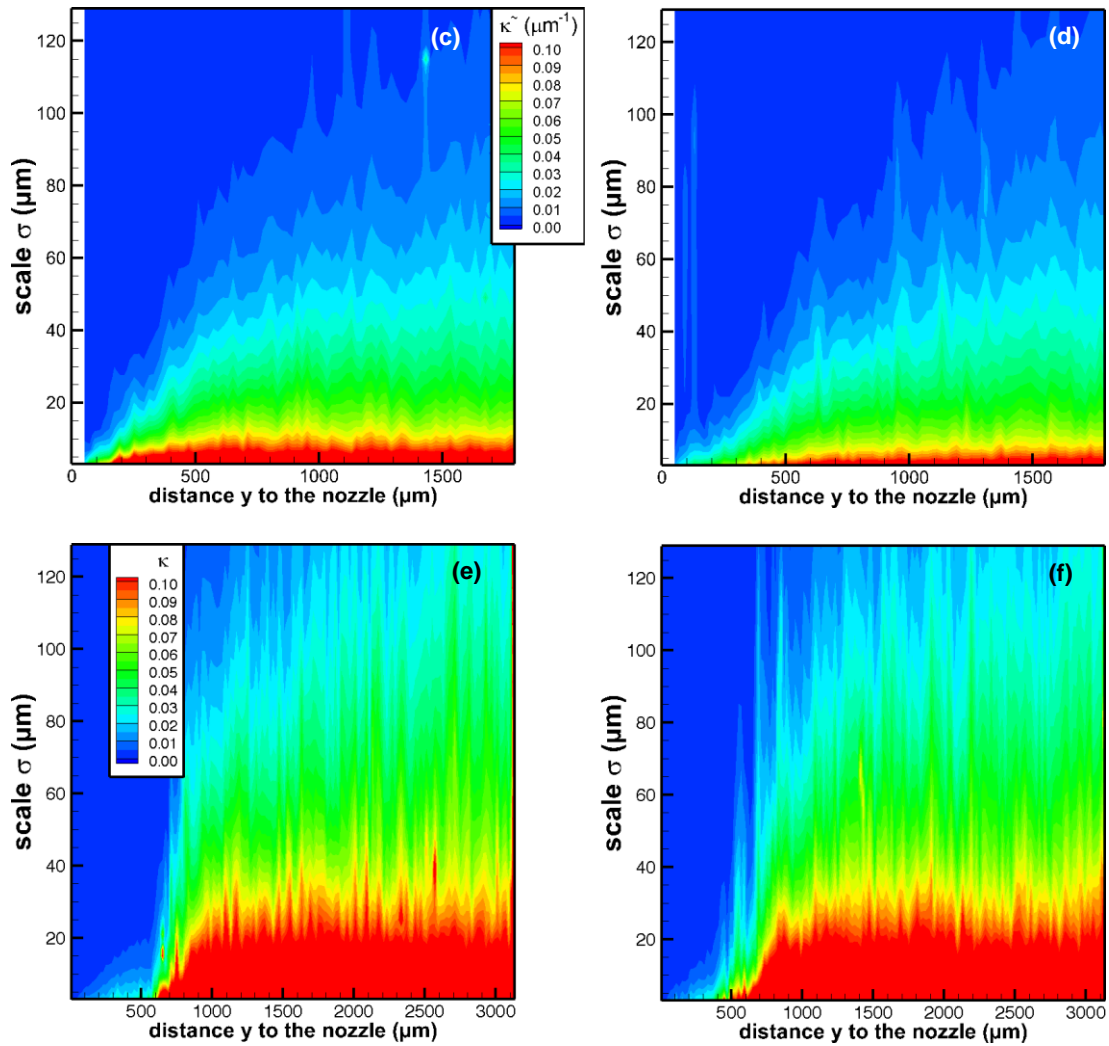 (c)
κ~ (μm-1)
0.10
0.09
0.08
0.07
0.06
0.05
0.04
0.03
0.02
0.01
0.00
120
100
80
60
40
20
scale σ (μm)
0 500 1000 1500
distance y to the nozzle (μm)
(d)
120
100
80
60
40
20
scale σ (μm)
0 500 1000 1500
distance y to the nozzle (μm)
(e)
κ
0.10
0.09
0.08
0.07
0.06
0.05
0.04
0.03
0.02
0.01
0.00
120
100
80
60
40
20
scale σ (μm)
500 1000 1500 2000 2500 3000
distance y to the nozzle (μm)
(f)
120
100
80
60
40
20
scale σ (μm)
500 1000 1500 2000 2500 3000
distance y to the nozzle (μm)